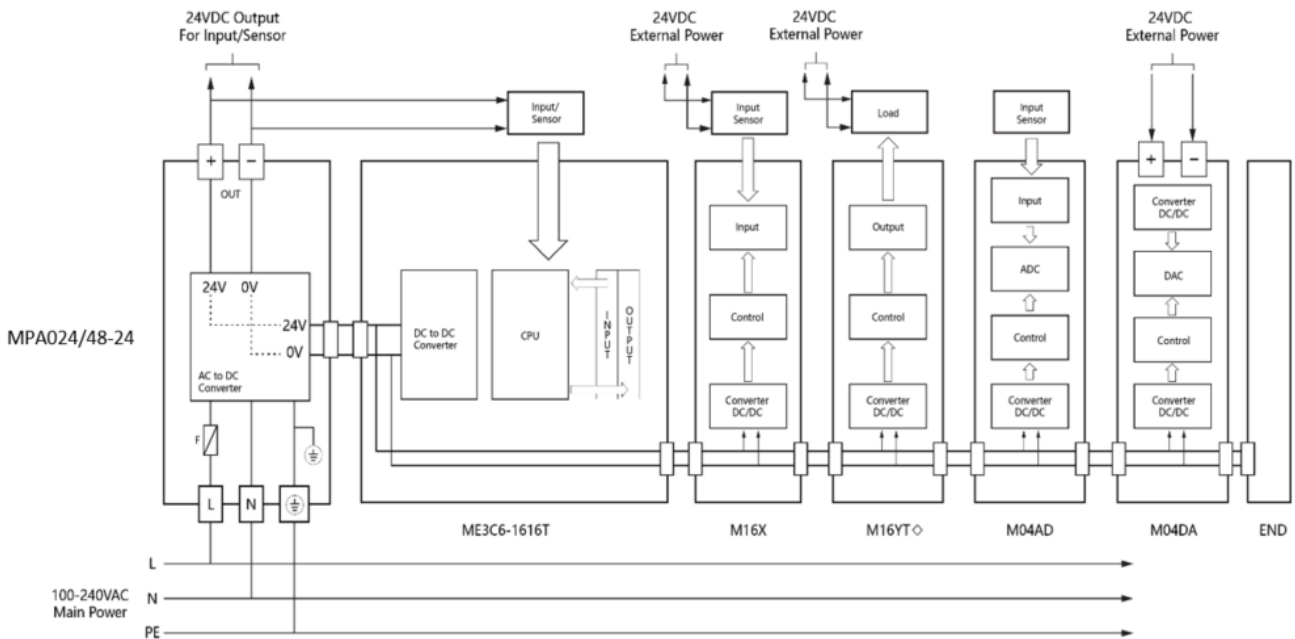 24VDC Output
For Input/Sensor
24VDC
External Power
24VDC
External Power
24VDC
External Power
Input/
Sensor
Input
Sensor
Load
Input
Sensor
+
−
OUT
+
−
24V
0V
24V
0V
AC to DC
Converter
F
L
N
MPA024/48-24
DC to DC
Converter
CPU
INPUT
OUTPUT
ME3C6-1616T
Input
Control
Converter
DC/DC
M16X
Output
Control
Converter
DC/DC
M16YT◇
Input
ADC
Control
Converter
DC/DC
M04AD
Converter
DC/DC
DAC
Control
Converter
DC/DC
M04DA
END
100-240VAC
Main Power
L
N
PE